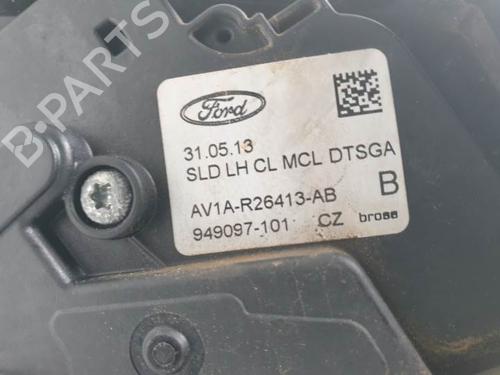 B-PARTS
Ford
31.05.13
SLD LH CL MCL DTSGA
B
AV1A-R26413-AB
949097-101 CZ brose